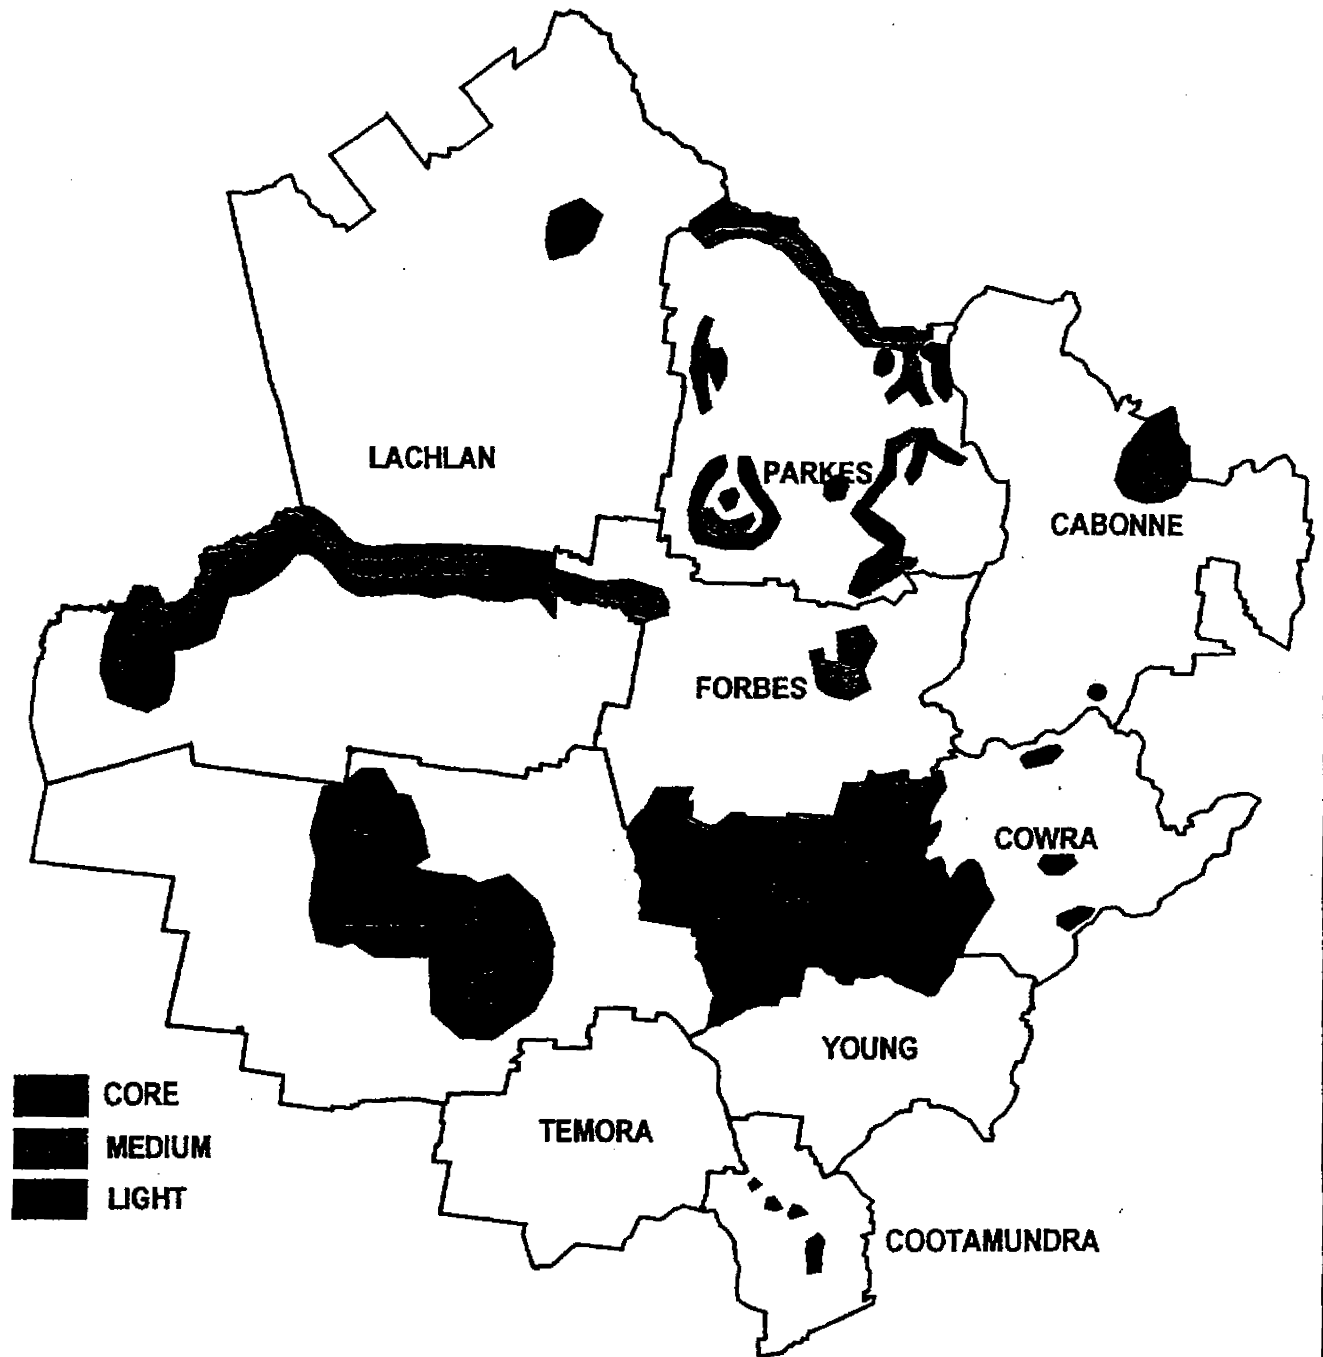 LACHLAN
PARKES
CABONNE
FORBES
COWRA
YOUNG
CORE
MEDIUM
LIGHT
TEMORA
COOTAMUNDRA